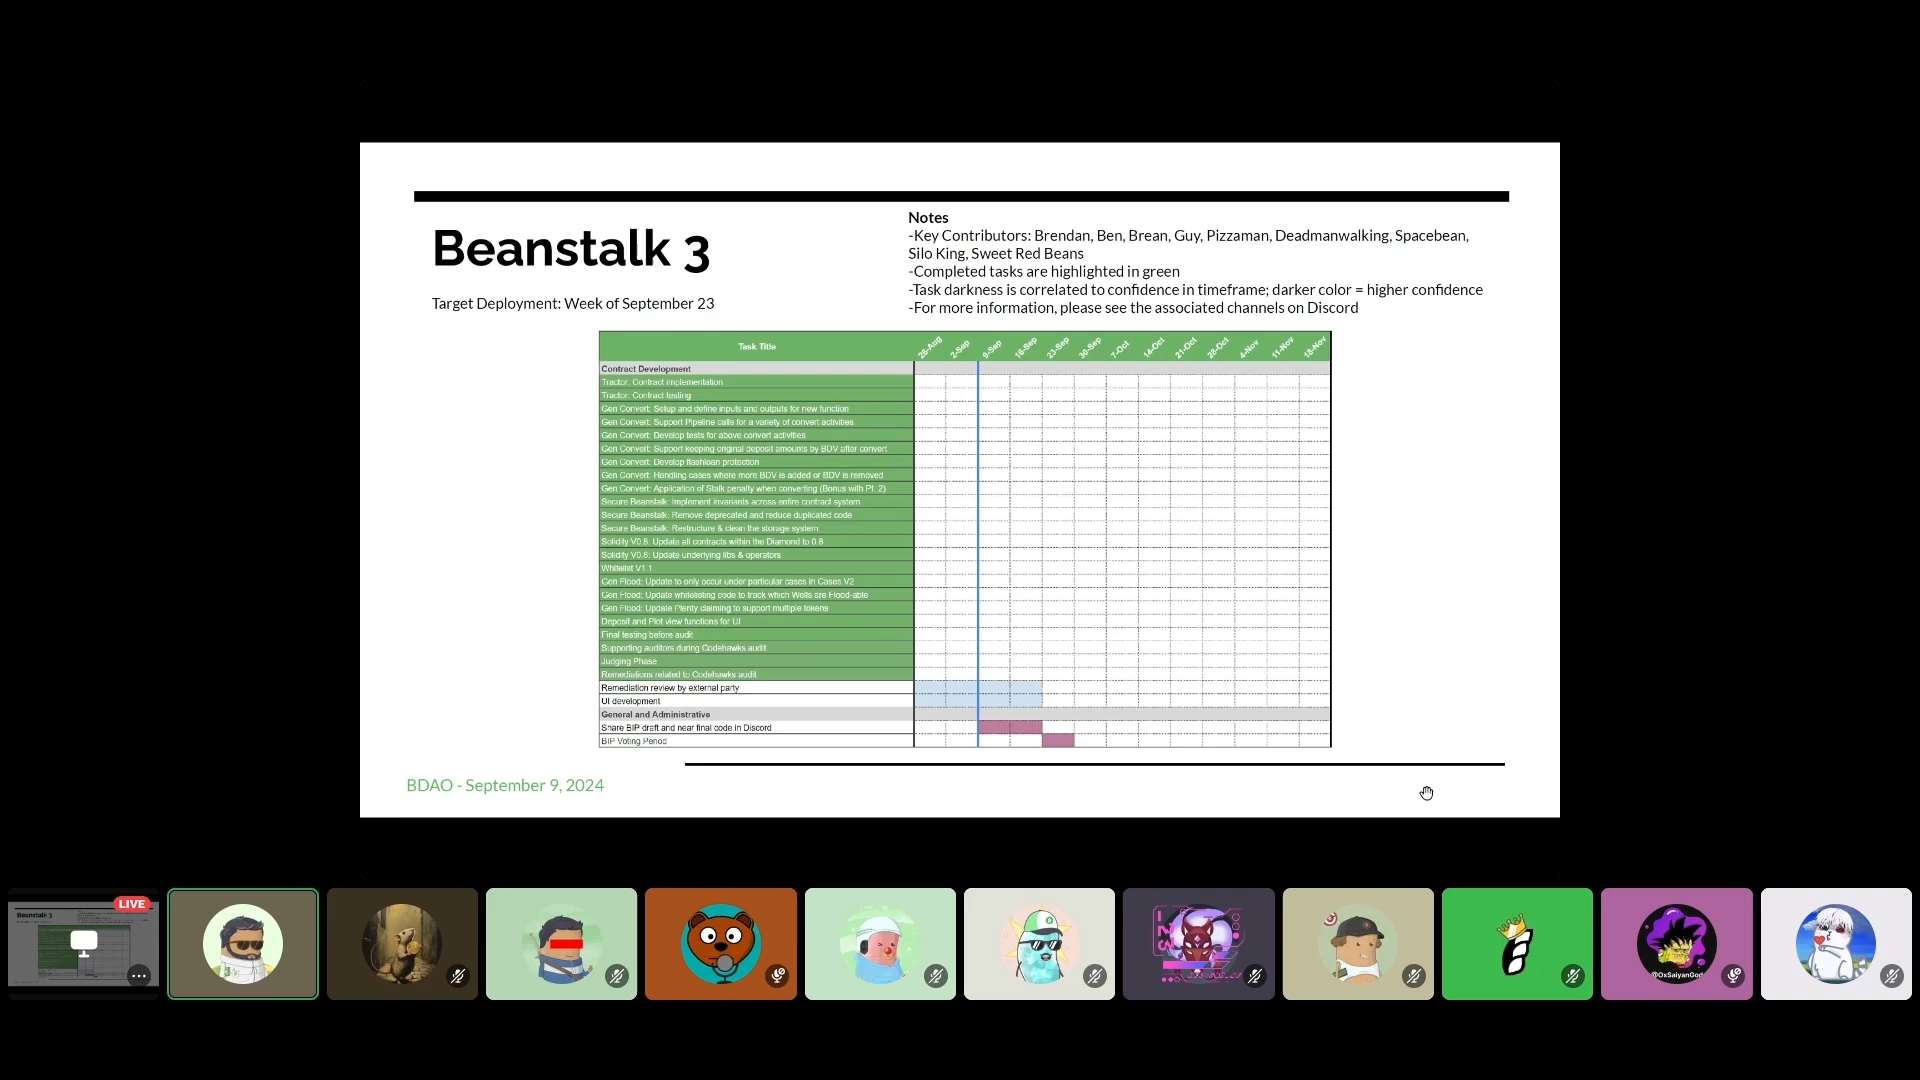 Notes
Beanstalk 3
-Key Contributors: Brendan, Ben, Brean, Guy, Pizzaman, Deadmanwalking, Spacebean,
Silo King, Sweet Red Beans
-Completed tasks are highlighted in green
Target Deployment: Week of September 23
-Task darkness is correlated to confidence in timeframe; darker color = higher confidence
-For more information, please see the associated channels on Discord
Task Title 26-Aug 2-Sep 9-Sep 16-Sep 23-Sep 30-Sep 7-Oct 14-Oct 21-Oct 28-Oct 4-Nov 11-Nov 18-Nov
Contract Development
Tractor: Contract implementation
Tractor: Contract testing
Gen Convert: Setup and define inputs and outputs for new function
Gen Convert: Support Pipeline calls for a variety of convert activities
Gen Convert: Develop tests for above convert activities
Gen Convert: Support keeping original deposit amounts by BDV after convert
Gen Convert: Develop flashloan protection
Gen Convert: Handling cases where more BDV is added or BDV is removed
Gen Convert: Application of Stalk penalty when converting (Bonus with Pt. 2)
Secure Beanstalk: Implement invariants across entire contract system
Secure Beanstalk: Remove deprecated and reduce duplicated code
Secure Beanstalk: Restructure & clean the storage system
Solidity V0.8: Update all contracts within the Diamond to 0.8
Solidity V0.8: Update underlying libs & operators
Whitelist V1.1
Gen Flood: Update to only occur under particular cases in Cases V2
Gen Flood: Update whitelisting code to track which Wells are Flood-able
Gen Flood: Update Plenty claiming to support multiple tokens
Deposit and Plot view functions for UI
Final testing before audit
Supporting auditors during Codehawks audit
Judging Phase
Remediations related to Codehawks audit
Remediation review by external party
UI development
General and Administrative
Share BIP draft and near final code in Discord
BIP Voting Period
BDAO - September 9, 2024
LIVE
@0xSaiyanGod